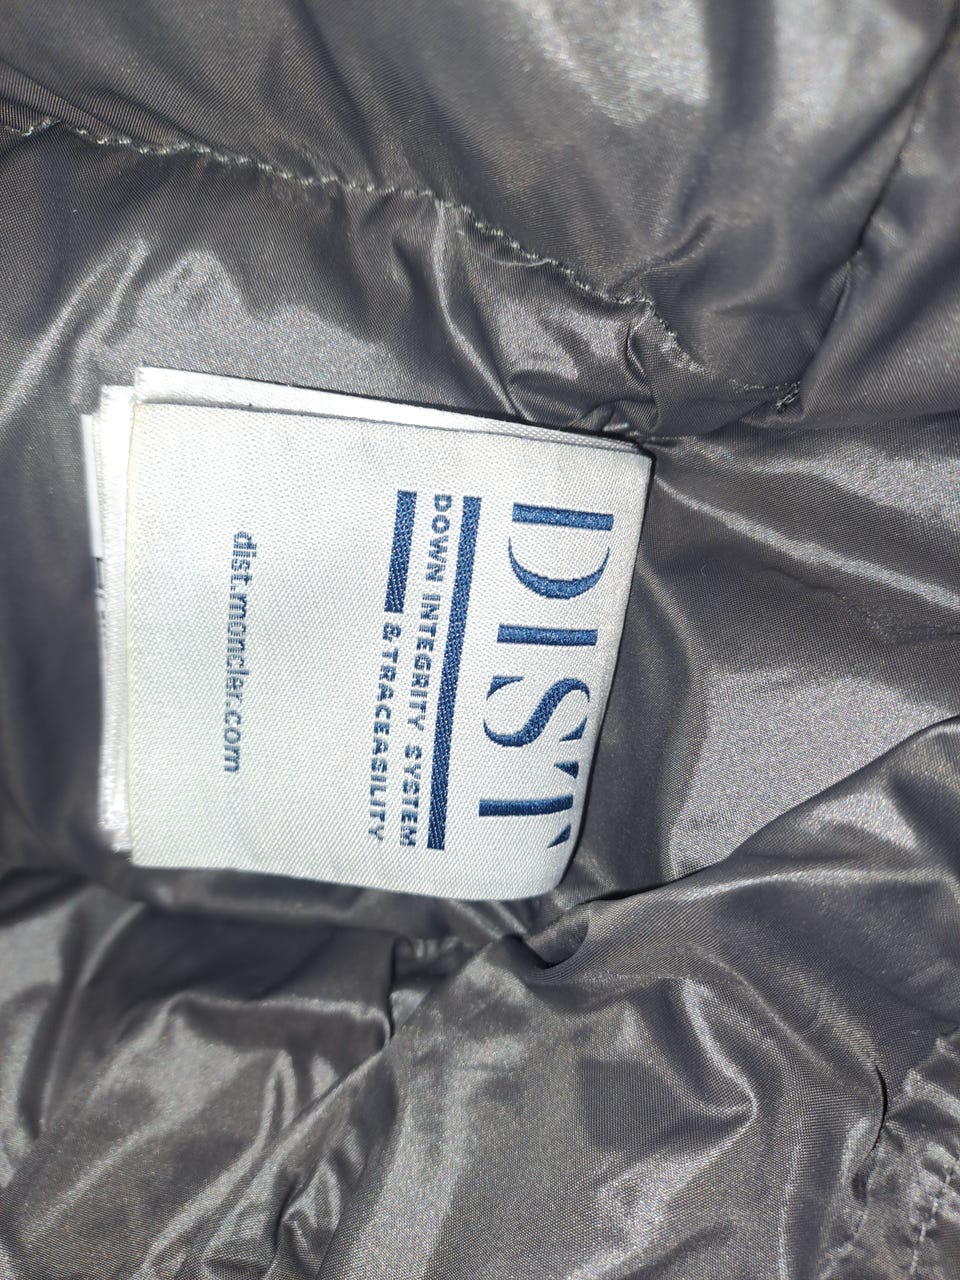 DIST
DOWN INTEGRITY SYSTEM
& TRACEABILITY
dist.moncler.com